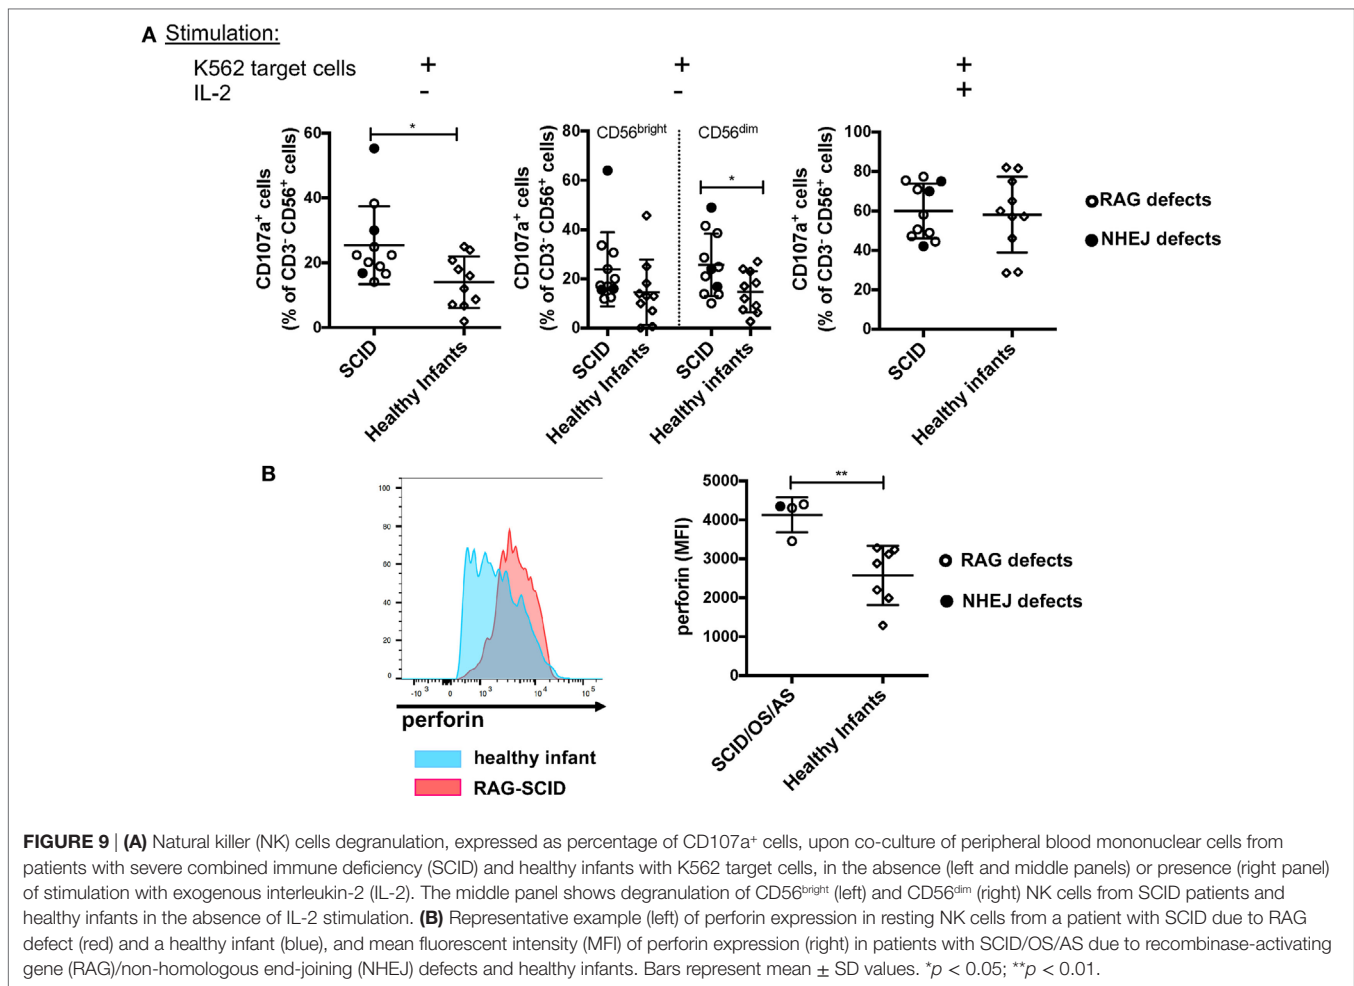 A Stimulation:
K562 target cells + + +
IL-2 - - +
CD107a⁺ cells
(% of CD3⁻ CD56⁺ cells)
60
40
20
0
*
SCID
Healthy Infants
CD107a⁺ cells
(% of CD3⁻ CD56⁺ cells)
80
60
40
20
0
CD56bright
CD56dim
*
SCID
Healthy Infants
SCID
Healthy infants
CD107a⁺ cells
(% of CD3⁻ CD56⁺ cells)
100
80
60
40
20
0
SCID
Healthy infants
RAG defects
NHEJ defects
B
100
80
60
40
20
0
-10³ 0 10³ 10⁴ 10⁵
perforin
healthy infant
RAG-SCID
perforin (MFI)
5000
4000
3000
2000
1000
0
**
SCID/OS/AS
Healthy Infants
RAG defects
NHEJ defects
FIGURE 9 | (A) Natural killer (NK) cells degranulation, expressed as percentage of CD107a⁺ cells, upon co-culture of peripheral blood mononuclear cells from
patients with severe combined immune deficiency (SCID) and healthy infants with K562 target cells, in the absence (left and middle panels) or presence (right panel)
of stimulation with exogenous interleukin-2 (IL-2). The middle panel shows degranulation of CD56bright (left) and CD56dim (right) NK cells from SCID patients and
healthy infants in the absence of IL-2 stimulation. (B) Representative example (left) of perforin expression in resting NK cells from a patient with SCID due to RAG
defect (red) and a healthy infant (blue), and mean fluorescent intensity (MFI) of perforin expression (right) in patients with SCID/OS/AS due to recombinase-activating
gene (RAG)/non-homologous end-joining (NHEJ) defects and healthy infants. Bars represent mean ± SD values. *p < 0.05; **p < 0.01.